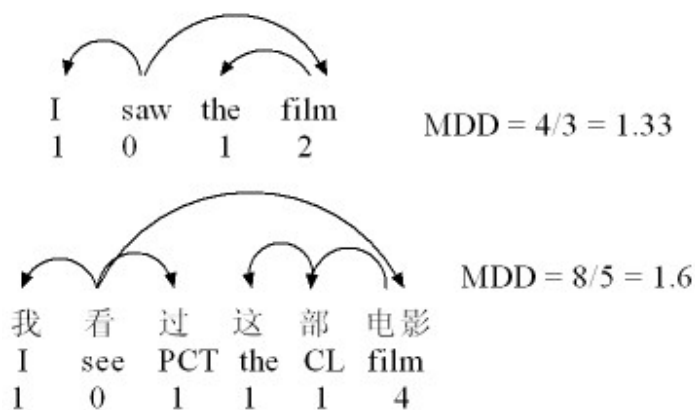 I saw the film
1 0 1 2
MDD = 4/3 = 1.33
MDD = 8/5 = 1.6
我 看 过 这 部 电影
I see PCT the CL film
1 0 1 1 1 4